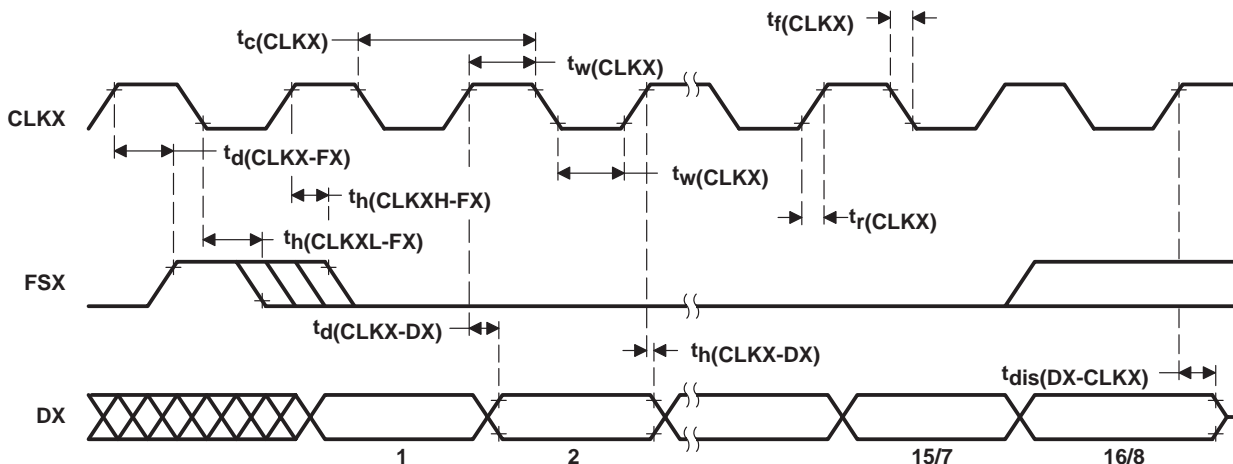 tf(CLKX)
tc(CLKX)
tw(CLKX)
CLKX
td(CLKX-FX)
tw(CLKX)
th(CLKXH-FX)
tr(CLKX)
th(CLKXL-FX)
FSX
td(CLKX-DX)
th(CLKX-DX)
tdis(DX-CLKX)
DX
1 2 15/7 16/8